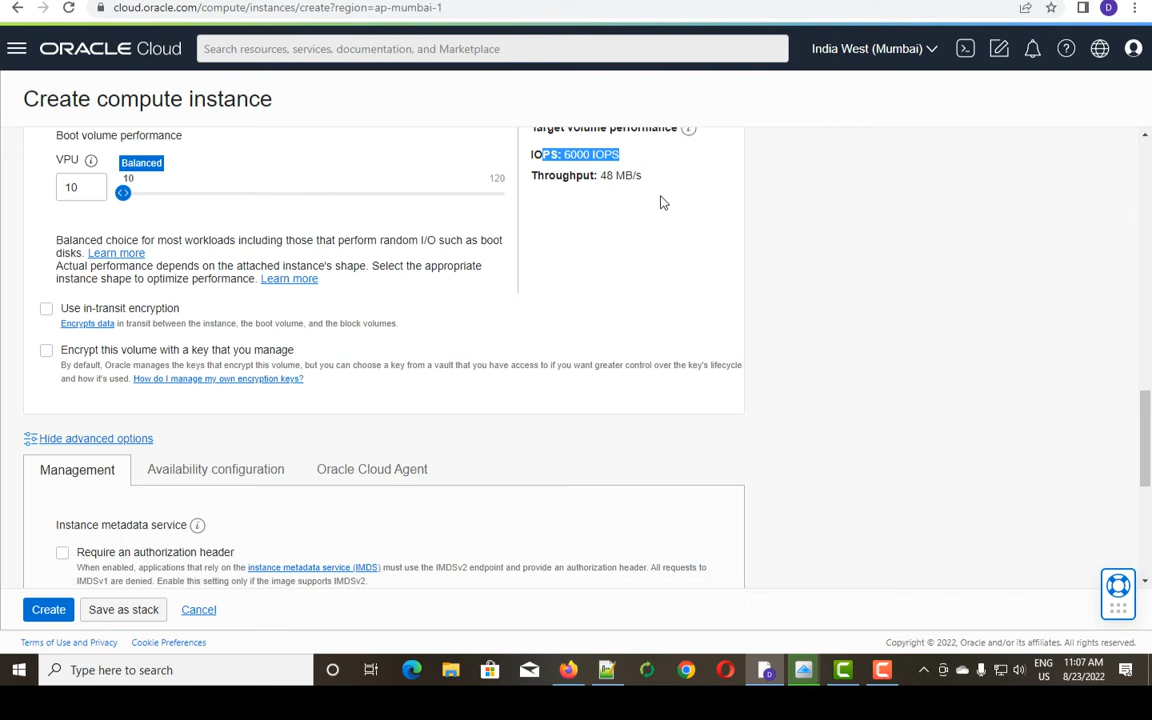 cloud.oracle.com/compute/instances/create?region=ap-mumbai-1
D
ORACLE Cloud
Search resources, services, documentation, and Marketplace
India West (Mumbai)
Create compute instance
Boot volume performance
Target volume performance
VPU
Balanced
10
120
10
IOPS: 6000 IOPS
Throughput: 48 MB/s
Balanced choice for most workloads including those that perform random I/O such as boot
disks. Learn more
Actual performance depends on the attached instance's shape. Select the appropriate
instance shape to optimize performance. Learn more
Use in-transit encryption
Encrypts data in transit between the instance, the boot volume, and the block volumes.
Encrypt this volume with a key that you manage
By default, Oracle manages the keys that encrypt this volume, but you can choose a key from a vault that you have access to if you want greater control over the key's lifecycle
and how it's used. How do I manage my own encryption keys?
Hide advanced options
Management
Availability configuration
Oracle Cloud Agent
Instance metadata service
Require an authorization header
When enabled, applications that rely on the instance metadata service (IMDS) must use the IMDSv2 endpoint and provide an authorization header. All requests to
IMDSv1 are denied. Enable this setting only if the image supports IMDSv2.
Create
Save as stack
Cancel
Terms of Use and Privacy
Cookie Preferences
Copyright © 2022, Oracle and/or its affiliates. All rights reserved.
Type here to search
ENG
US
11:07 AM
8/23/2022